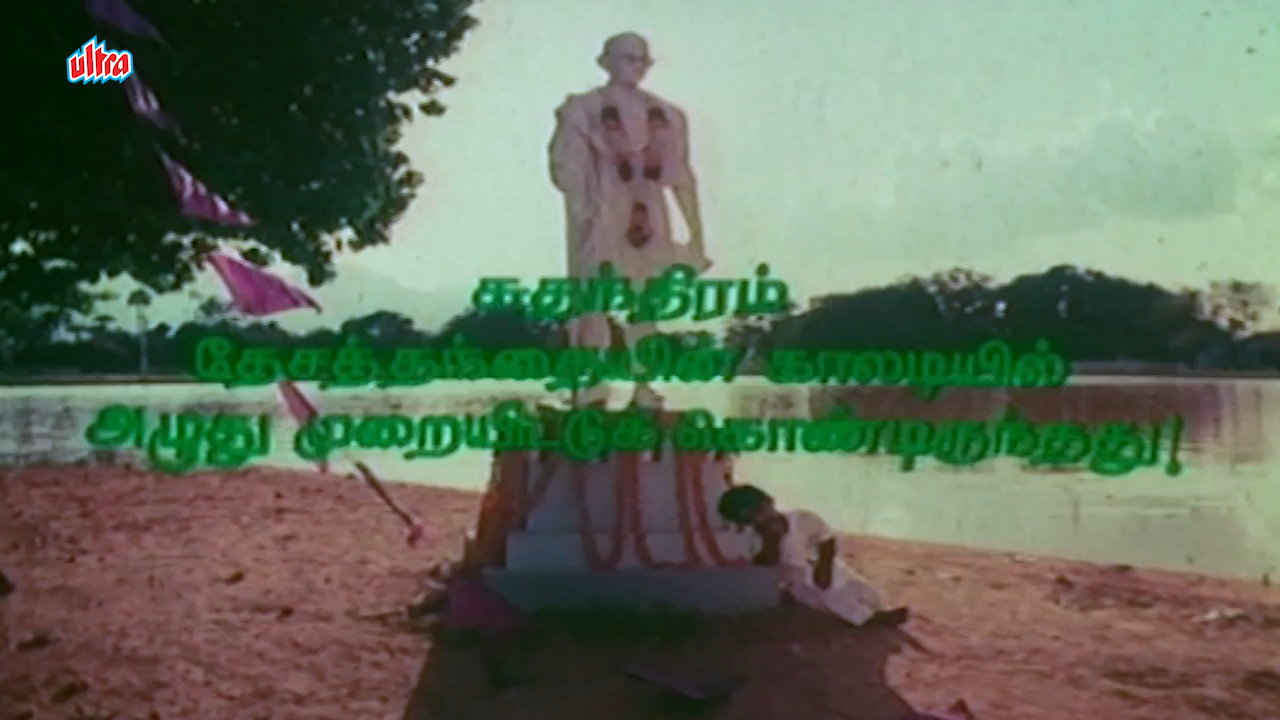 ultra
சுதந்திரம்
தேசத்தந்தையின் காலடியில்
அழுது முறையிட்டுக் கொண்டிருந்தது!